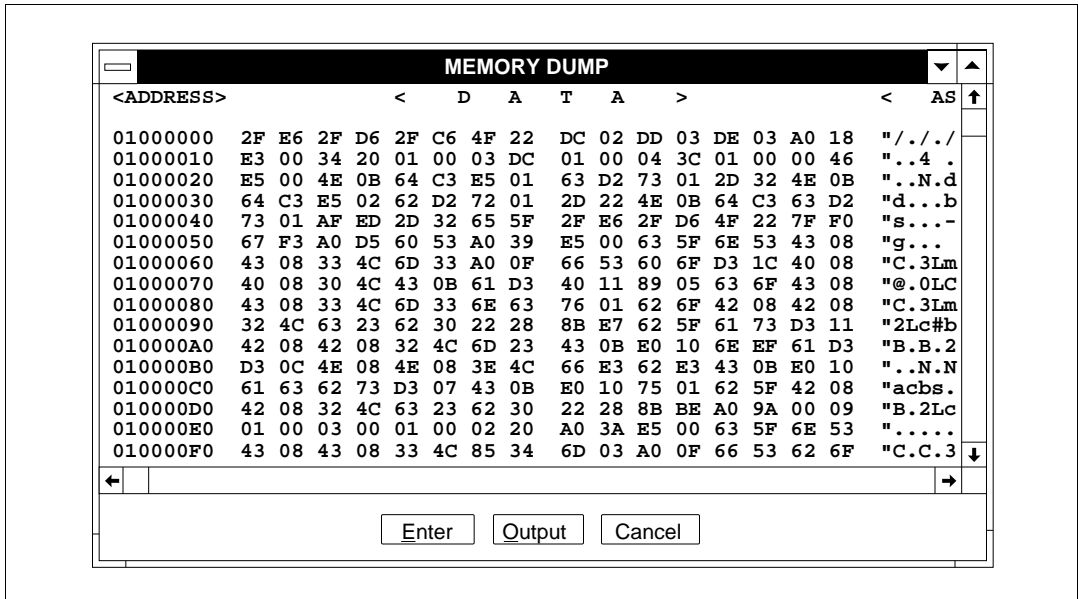 MEMORY DUMP
<ADDRESS> < D A T A > < AS
01000000 2F E6 2F D6 2F C6 4F 22 DC 02 DD 03 DE 03 A0 18 "/././
01000010 E3 00 34 20 01 00 03 DC 01 00 04 3C 01 00 00 46 "..4 .
01000020 E5 00 4E 0B 64 C3 E5 01 63 D2 73 01 2D 32 4E 0B "..N.d
01000030 64 C3 E5 02 62 D2 72 01 2D 22 4E 0B 64 C3 63 D2 "d...b
01000040 73 01 AF ED 2D 32 65 5F 2F E6 2F D6 4F 22 7F F0 "s...-
01000050 67 F3 A0 D5 60 53 A0 39 E5 00 63 5F 6E 53 43 08 "g...
01000060 43 08 33 4C 6D 33 A0 0F 66 53 60 6F D3 1C 40 08 "C.3Lm
01000070 40 08 30 4C 43 0B 61 D3 40 11 89 05 63 6F 43 08 "@.0LC
01000080 43 08 33 4C 6D 33 6E 63 76 01 62 6F 42 08 42 08 "C.3Lm
01000090 32 4C 63 23 62 30 22 28 8B E7 62 5F 61 73 D3 11 "2Lc#b
010000A0 42 08 42 08 32 4C 6D 23 43 0B E0 10 6E EF 61 D3 "B.B.2
010000B0 D3 0C 4E 08 4E 08 3E 4C 66 E3 62 E3 43 0B E0 10 "..N.N
010000C0 61 63 62 73 D3 07 43 0B E0 10 75 01 62 5F 42 08 "acbs.
010000D0 42 08 32 4C 63 23 62 30 22 28 8B BE A0 9A 00 09 "B.2Lc
010000E0 01 00 03 00 01 00 02 20 A0 3A E5 00 63 5F 6E 53 ".....
010000F0 43 08 43 08 33 4C 85 34 6D 03 A0 0F 66 53 62 6F "C.C.3
Enter Output Cancel